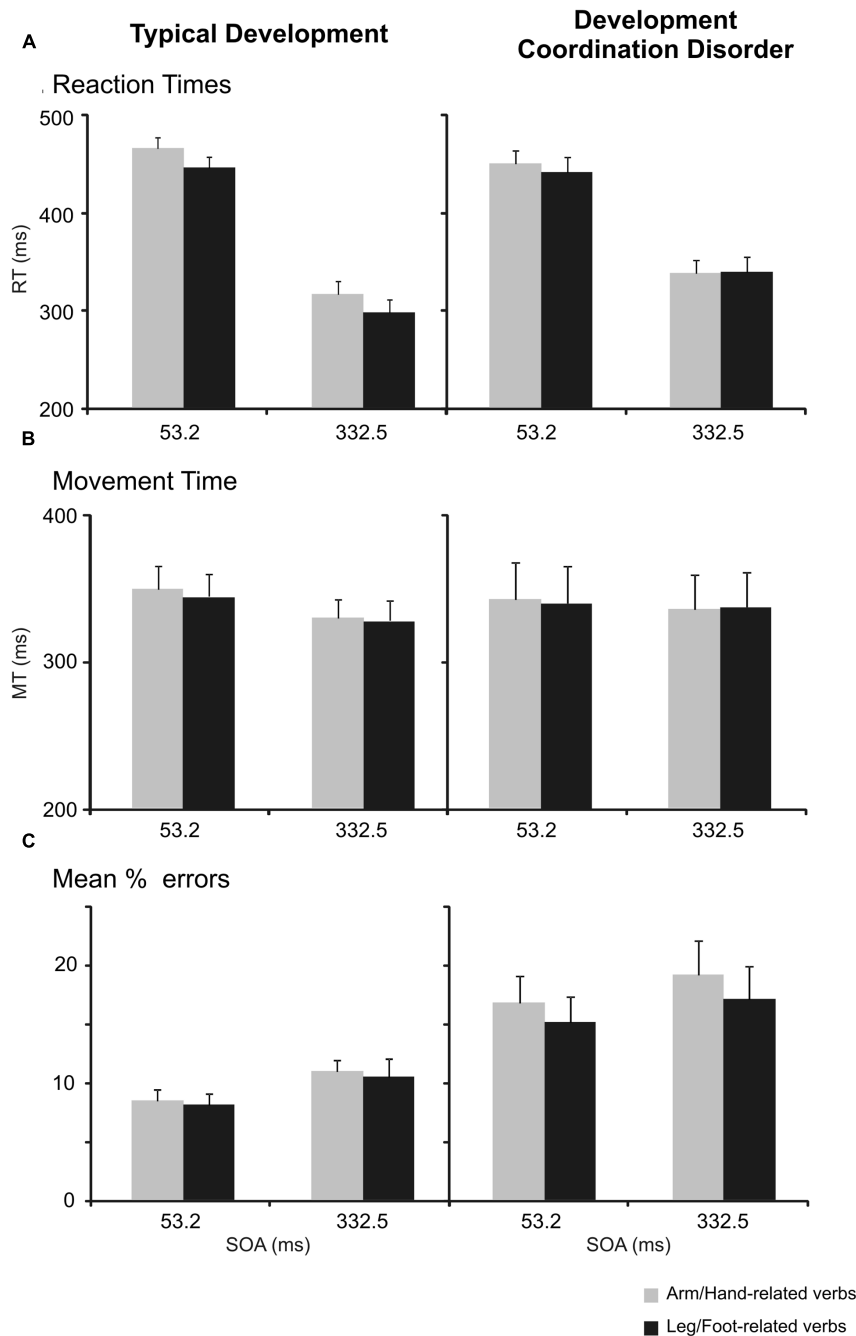 A
Typical Development
Development
Coordination Disorder
Reaction Times
500
400
300
200
RT (ms)
53.2
332.5
53.2
332.5
B
Movement Time
400
300
200
MT (ms)
53.2
332.5
53.2
332.5
C
Mean % errors
20
10
0
53.2
332.5
53.2
332.5
SOA (ms)
SOA (ms)
Arm/Hand-related verbs
Leg/Foot-related verbs